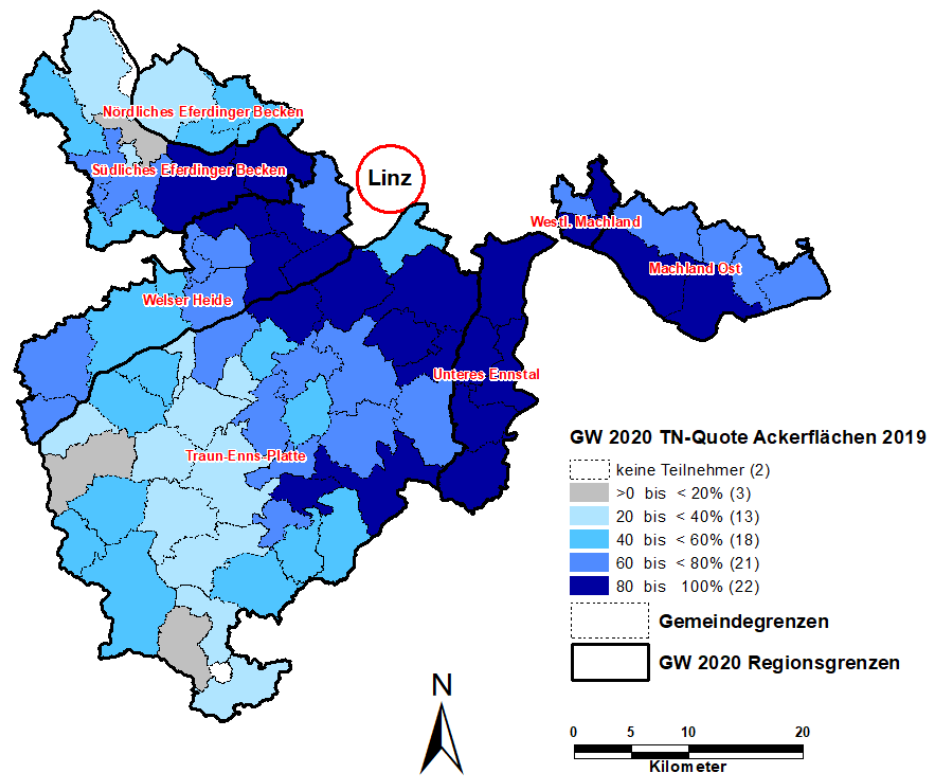 Nördliches Eferdinger Becken
Südliches Eferdinger Becken
Linz
Westl. Machland
Machland Ost
Welser Heide
Unteres Ennstal
Traun-Enns-Platte
GW 2020 TN-Quote Ackerflächen 2019
keine Teilnehmer (2)
>0 bis < 20% (3)
20 bis < 40% (13)
40 bis < 60% (18)
60 bis < 80% (21)
80 bis 100% (22)
Gemeindegrenzen
GW 2020 Regionsgrenzen
N
0 5 10 20
Kilometer